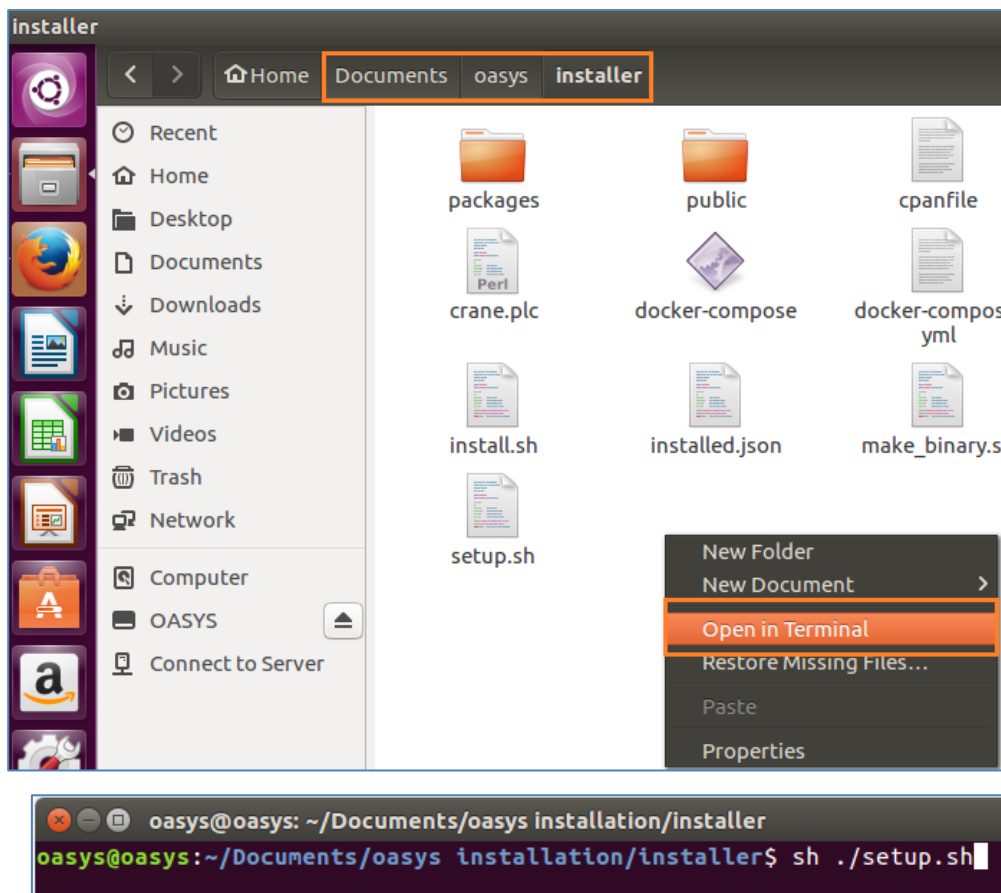 installer
Home Documents oasys installer
Recent
Home
Desktop
Documents
Downloads
Music
Pictures
Videos
Trash
Network
Computer
OASYS
Connect to Server
packages public cpanfile
Perl
crane.plc docker-compose docker-compos
yml
install.sh installed.json make_binary.s
setup.sh
New Folder
New Document
Open in Terminal
Restore Missing Files...
Paste
Properties
oasys@oasys: ~/Documents/oasys installation/installer
oasys@oasys:~/Documents/oasys installation/installer$ sh ./setup.sh